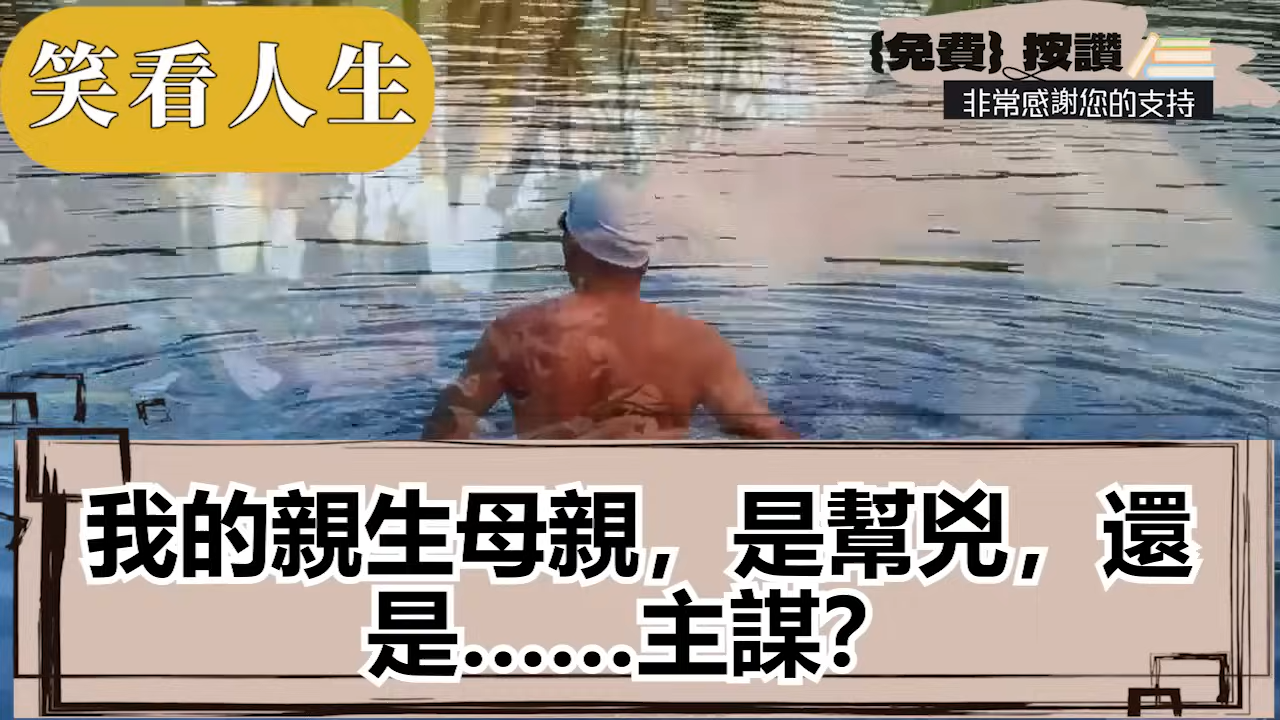 笑看人生
{免費} 按讚
非常感謝您的支持
我的親生母親，是幫兇，還
是……主謀？